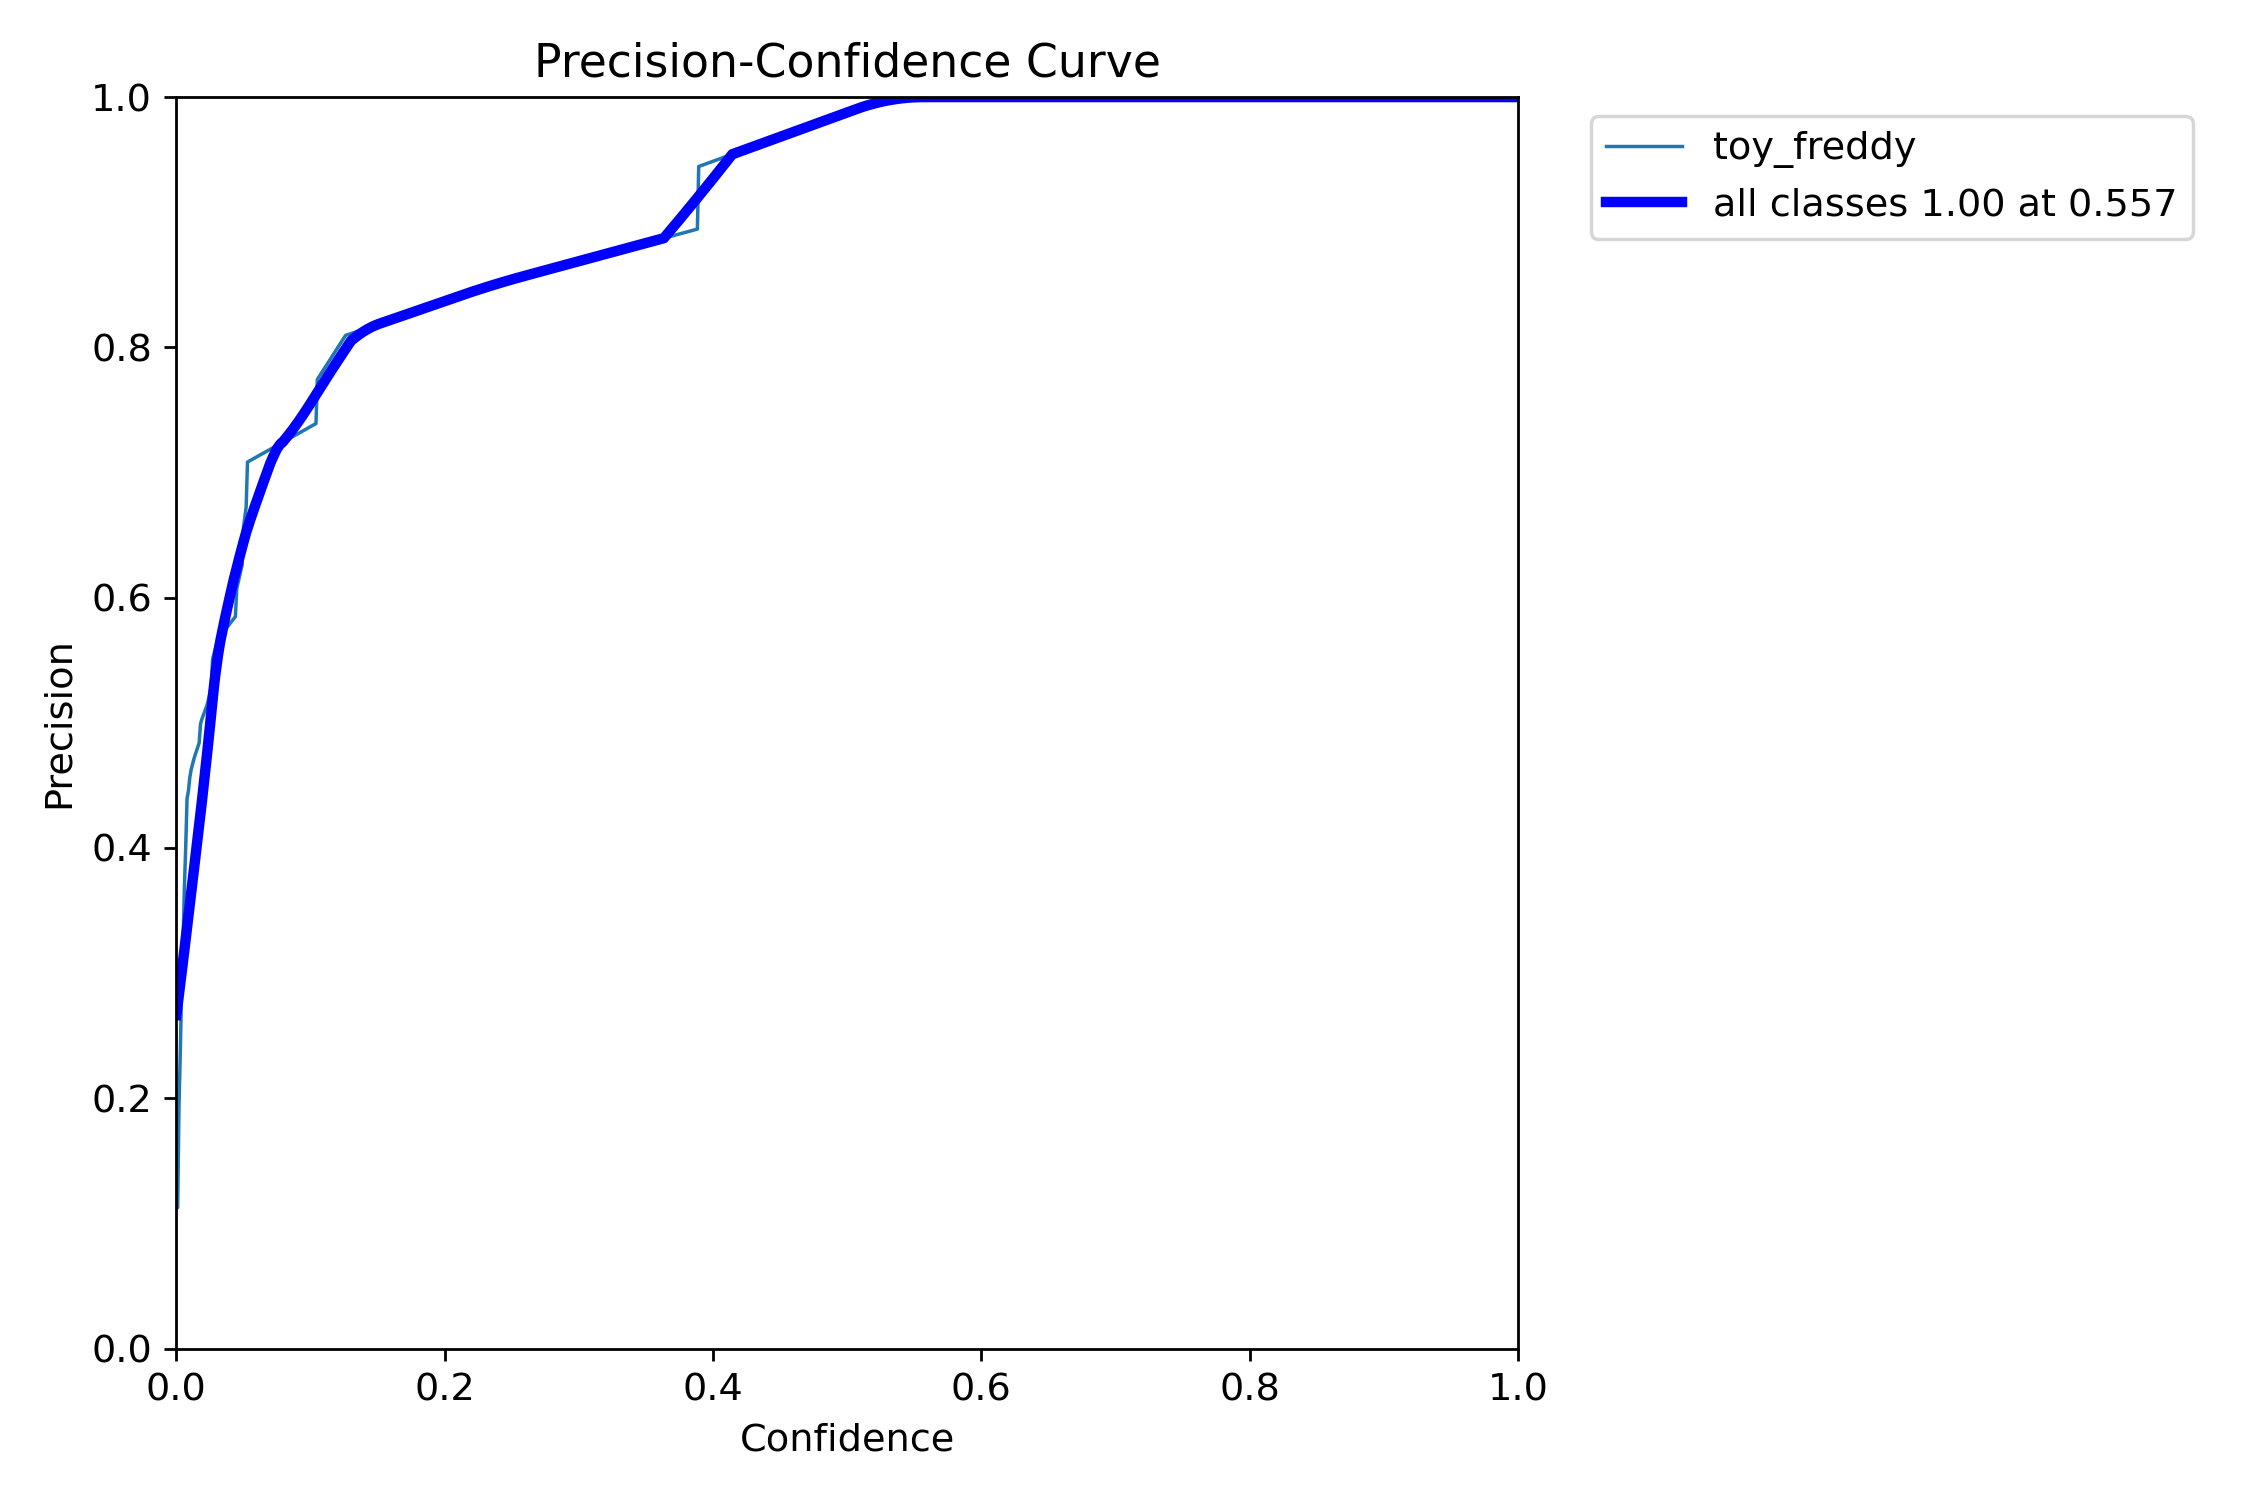 Precision-Confidence Curve
1.0
0.8
0.6
0.4
0.2
0.0
Precision
0.0 0.2 0.4 0.6 0.8 1.0
Confidence
toy_freddy
all classes 1.00 at 0.557